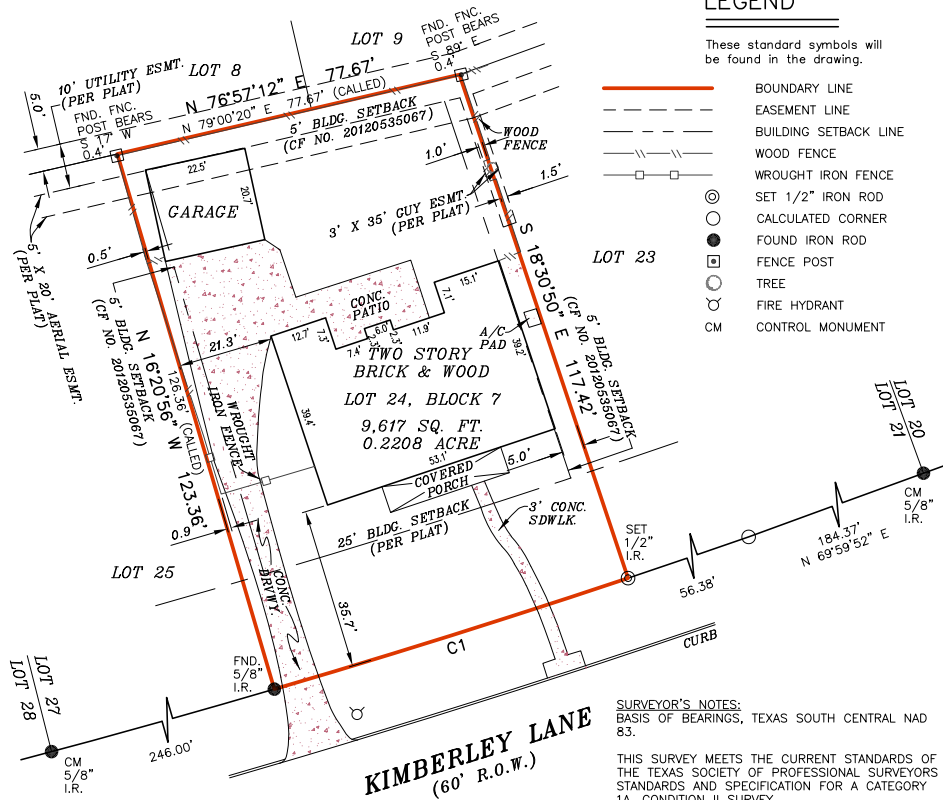 LEGEND
These standard symbols will
be found in the drawing.
BOUNDARY LINE
EASEMENT LINE
BUILDING SETBACK LINE
WOOD FENCE
WROUGHT IRON FENCE
SET 1/2" IRON ROD
CALCULATED CORNER
FOUND IRON ROD
FENCE POST
TREE
FIRE HYDRANT
CM CONTROL MONUMENT
LOT 9
LOT 8
FND. FNC.
POST BEARS
S 89° E
0.4'
10' UTILITY ESMT.
(PER PLAT)
5.0'
N 76°57'12" E 77.67'
N 79°00'20" E 77.67' (CALLED)
FND. FNC.
POST BEARS
S 17° W
0.4'
5' BLDG. SETBACK
(CF NO. 20120535067)
WOOD
FENCE
1.0'
1.5'
22.5'
20.7'
GARAGE
3' X 35' GUY ESMT.
(PER PLAT)
5' X 20' AERIAL ESMT.
(PER PLAT)
0.5'
LOT 23
S 18°30'50" E 117.42'
5' BLDG. SETBACK
(CF NO. 20120535067)
5' BLDG. SETBACK
(CF NO. 20120535067)
N 16°20'56" W 123.36'
126.36' (CALLED)
CONC.
PATIO
15.1'
7.1'
11.9'
2.3'
6.0'
2.3'
7.4'
7.3'
12.7'
21.3'
A/C
PAD
39.2'
39.4'
TWO STORY
BRICK & WOOD
LOT 24, BLOCK 7
9,617 SQ. FT.
0.2208 ACRE
53.1'
5.0'
COVERED
PORCH
WROUGHT
IRON FENCE
25' BLDG. SETBACK
(PER PLAT)
3' CONC.
SDWLK.
0.9'
LOT 25
CONC.
DRVWY.
35.7'
C1
SET
1/2"
I.R.
LOT 20
LOT 21
CM
5/8"
I.R.
184.37'
N 69°59'52" E
56.38'
CURB
FND.
5/8"
I.R.
LOT 27
LOT 28
246.00'
CM
5/8"
I.R.
KIMBERLEY LANE
(60' R.O.W.)
SURVEYOR'S NOTES:
BASIS OF BEARINGS, TEXAS SOUTH CENTRAL NAD
83.
THIS SURVEY MEETS THE CURRENT STANDARDS OF
THE TEXAS SOCIETY OF PROFESSIONAL SURVEYORS
STANDARDS AND SPECIFICATION FOR A CATEGORY
1A, CONDITION II SURVEY.